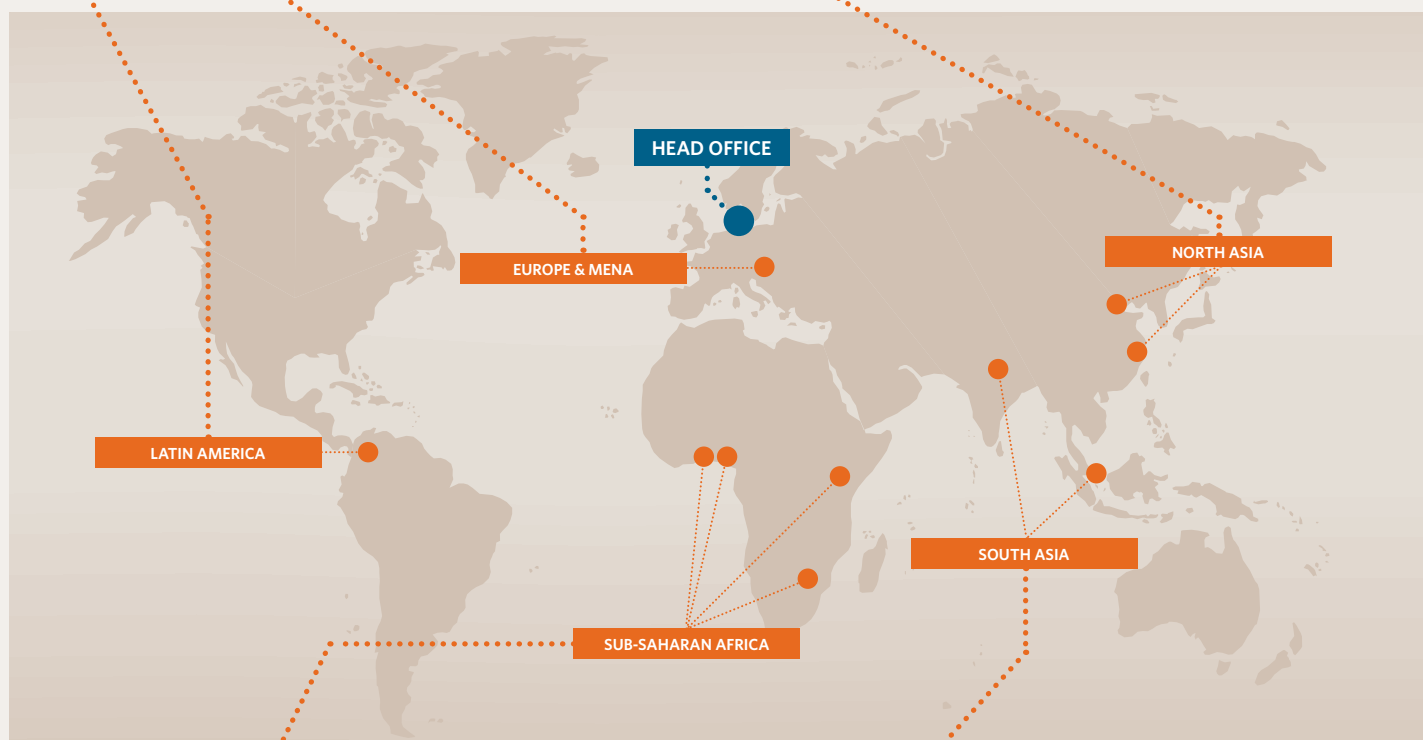 HEAD OFFICE
EUROPE & MENA
NORTH ASIA
LATIN AMERICA
SOUTH ASIA
SUB-SAHARAN AFRICA